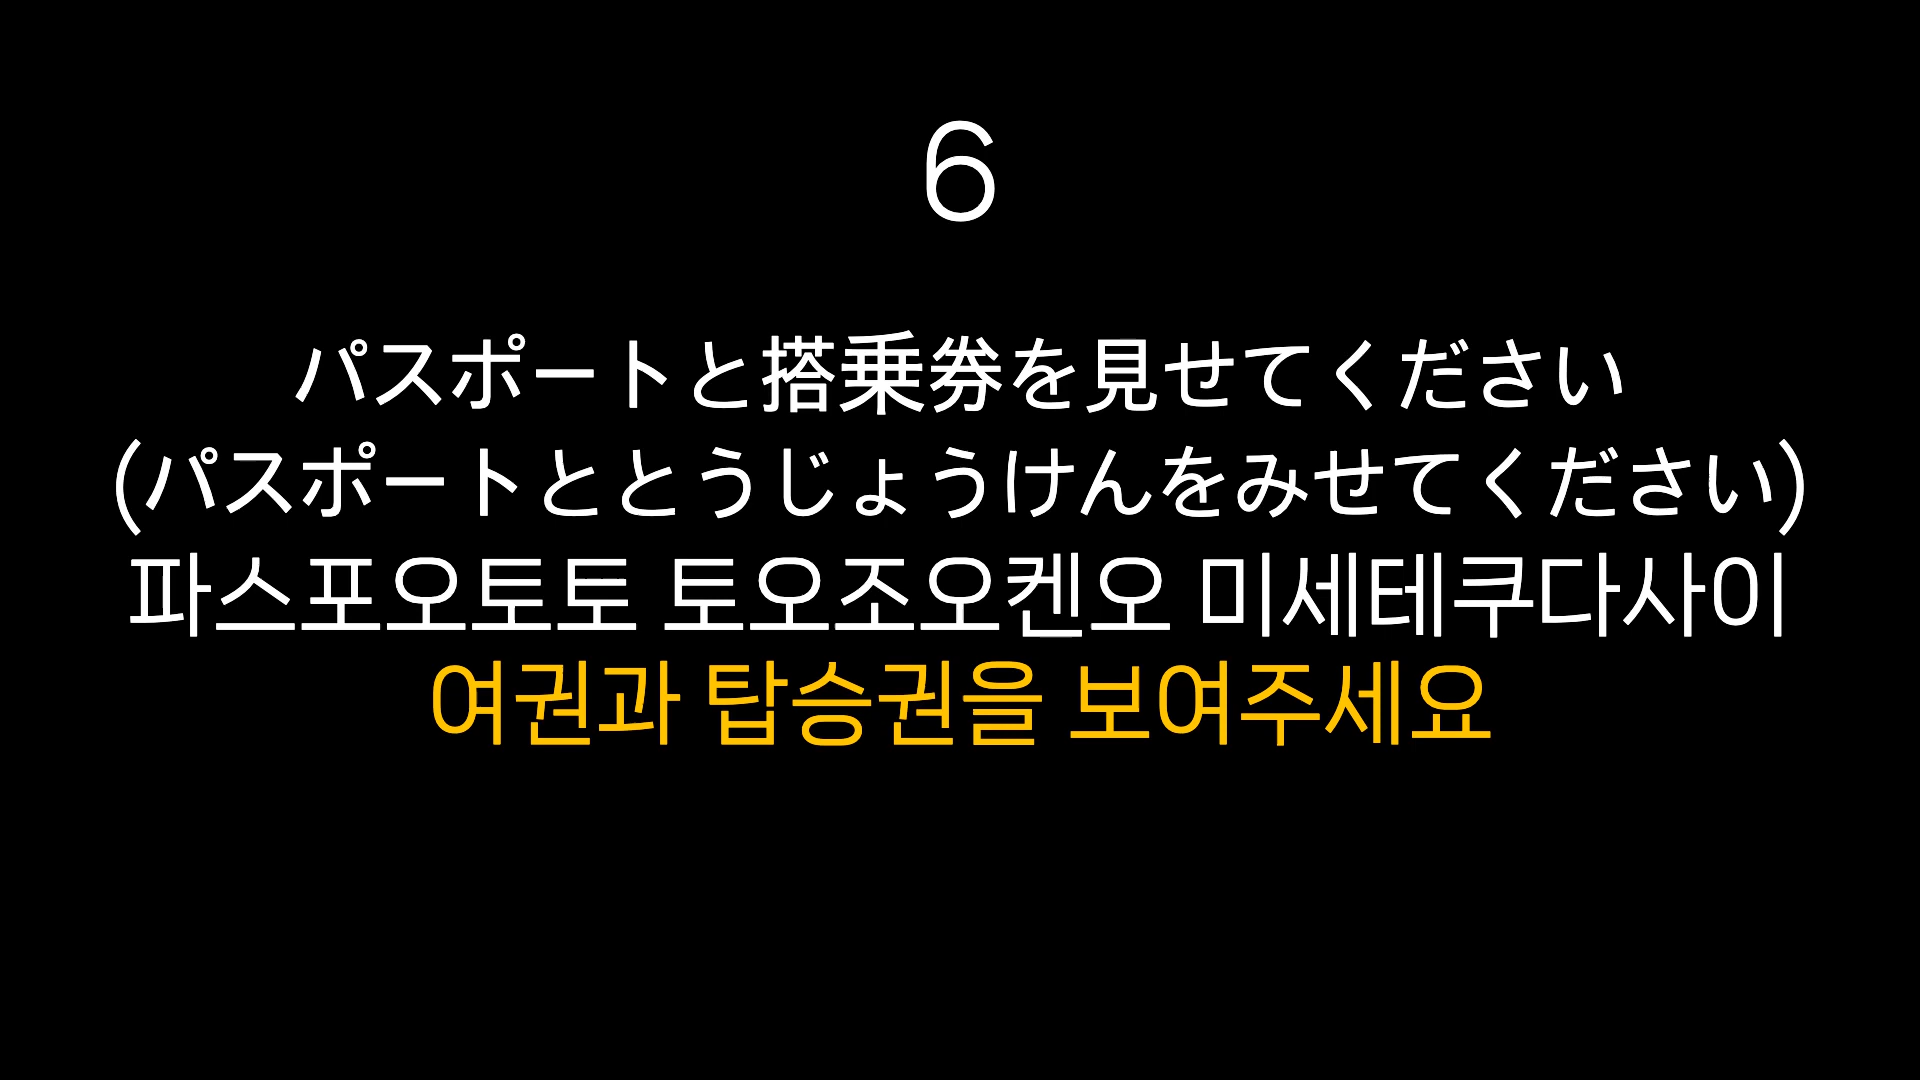 6
パスポートと搭乗券を見せてください
(パスポートととうじょうけんをみせてください)
파스포오토토 토오조오켄오 미세테쿠다사이
여권과 탑승권을 보여주세요